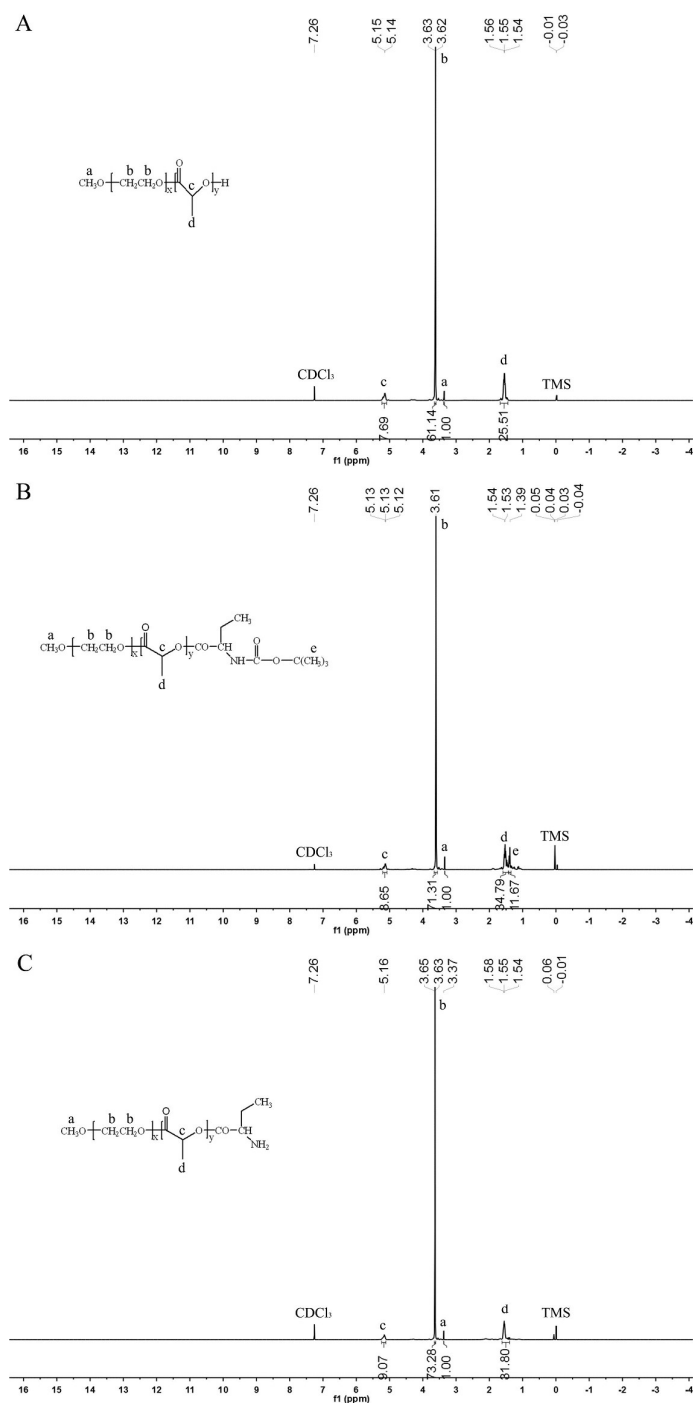 A
7.26
5.15
5.14
3.63
3.62
1.56
1.55
1.54
-0.01
-0.03
b
a b b O
CH₃O CH₂CH₂O x c O y H
d
CDCl₃ c a d TMS
7.69 61.14 1.00 25.51
16 15 14 13 12 11 10 9 8 7 6 5 4 3 2 1 0 -1 -2 -3 -4
f1 (ppm)
B
7.26
5.13
5.13
5.12
3.61
1.54
1.53
1.39
0.05
0.04
0.03
-0.04
b
CH₃
a b b O O e
CH₃O CH₂CH₂O x c O y CO CH NH C O C(CH₃)₃
d
CDCl₃ c a d e TMS
8.65 71.31 1.00 34.79 11.67
16 15 14 13 12 11 10 9 8 7 6 5 4 3 2 1 0 -1 -2 -3 -4
f1 (ppm)
C
7.26
5.16
3.65
3.63
3.37
1.58
1.55
1.54
0.06
-0.01
b
CH₃
a b b O
CH₃O CH₂CH₂O x c O y CO CH
NH₂
d
CDCl₃ c a d TMS
9.07 73.28 1.00 31.80
16 15 14 13 12 11 10 9 8 7 6 5 4 3 2 1 0 -1 -2 -3 -4
f1 (ppm)